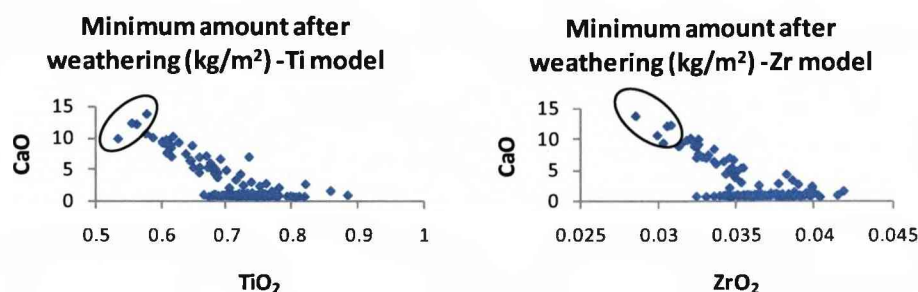 Minimum amount after
weathering (kg/m²) -Ti model
CaO
15
10
5
0
0.5 0.6 0.7 0.8 0.9 1
TiO₂
Minimum amount after
weathering (kg/m²) -Zr model
CaO
15
10
5
0
0.025 0.03 0.035 0.04 0.045
ZrO₂